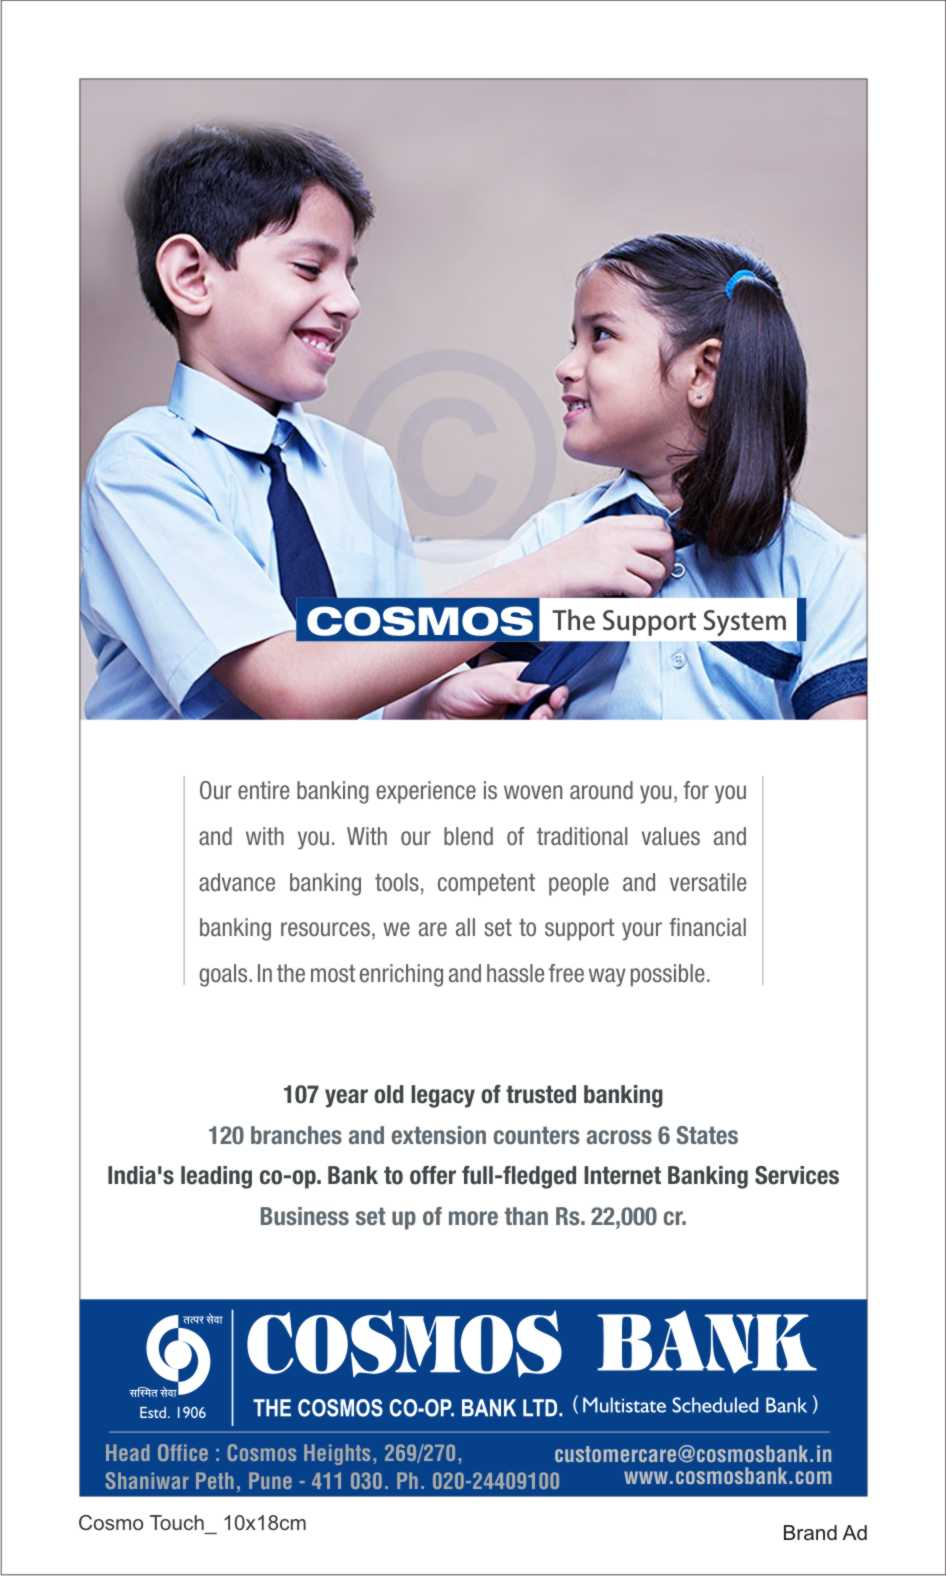 ©
COSMOS The Support System
Our entire banking experience is woven around you, for you
and with you. With our blend of traditional values and
advance banking tools, competent people and versatile
banking resources, we are all set to support your financial
goals. In the most enriching and hassle free way possible.
107 year old legacy of trusted banking
120 branches and extension counters across 6 States
India's leading co-op. Bank to offer full-fledged Internet Banking Services
Business set up of more than Rs. 22,000 cr.
तत्पर सेवा
सस्मित सेवा
Estd. 1906
COSMOS BANK
THE COSMOS CO-OP. BANK LTD. (Multistate Scheduled Bank)
Head Office : Cosmos Heights, 269/270,
Shaniwar Peth, Pune - 411 030. Ph. 020-24409100
customercare@cosmosbank.in
www.cosmosbank.com
Cosmo Touch_ 10x18cm
Brand Ad